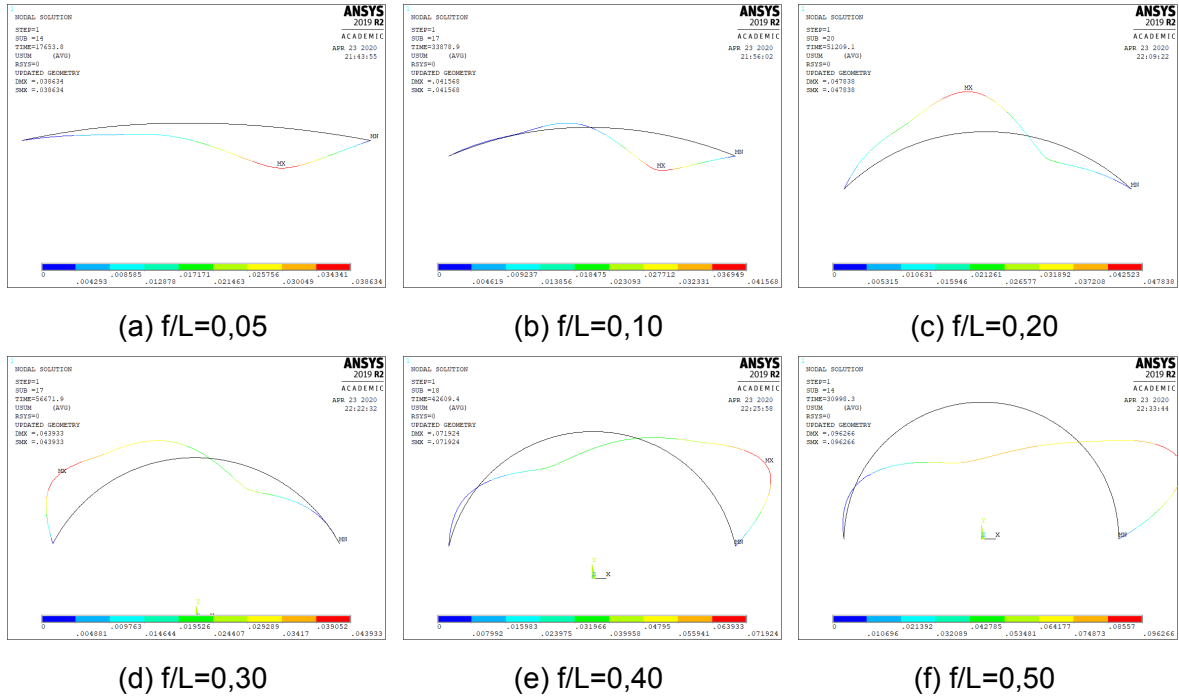 1
NODAL SOLUTION
STEP=1
SUB =14
TIME=17653.8
USUM (AVG)
RSYS=0
UPDATED GEOMETRY
DMX =.038634
SMX =.038634
ANSYS
2019 R2
ACADEMIC
APR 23 2020
21:43:55
MN
MX
0 .008585 .017171 .025756 .034341
.004293 .012878 .021463 .030049 .038634
(a) f/L=0,05
1
NODAL SOLUTION
STEP=1
SUB =17
TIME=33878.9
USUM (AVG)
RSYS=0
UPDATED GEOMETRY
DMX =.041568
SMX =.041568
ANSYS
2019 R2
ACADEMIC
APR 23 2020
21:56:02
MN
MX
0 .009237 .018475 .027712 .036949
.004619 .013856 .023093 .032331 .041568
(b) f/L=0,10
1
NODAL SOLUTION
STEP=1
SUB =20
TIME=51209.1
USUM (AVG)
RSYS=0
UPDATED GEOMETRY
DMX =.047838
SMX =.047838
ANSYS
2019 R2
ACADEMIC
APR 23 2020
22:09:22
MX
MN
0 .010631 .021261 .031892 .042523
.005315 .015946 .026577 .037208 .047838
(c) f/L=0,20
1
NODAL SOLUTION
STEP=1
SUB =17
TIME=56671.9
USUM (AVG)
RSYS=0
UPDATED GEOMETRY
DMX =.043933
SMX =.043933
ANSYS
2019 R2
ACADEMIC
APR 23 2020
22:22:32
MX
MN
Y
0 .009763 .019526 .029289 .039052
.004881 .014644 .024407 .03417 .043933
(d) f/L=0,30
1
NODAL SOLUTION
STEP=1
SUB =18
TIME=42609.4
USUM (AVG)
RSYS=0
UPDATED GEOMETRY
DMX =.071924
SMX =.071924
ANSYS
2019 R2
ACADEMIC
APR 23 2020
22:25:58
MX
MN
Y
X
0 .015983 .031966 .04795 .063933
.007992 .023975 .039958 .055941 .071924
(e) f/L=0,40
1
NODAL SOLUTION
STEP=1
SUB =14
TIME=30998.3
USUM (AVG)
RSYS=0
UPDATED GEOMETRY
DMX =.096266
SMX =.096266
ANSYS
2019 R2
ACADEMIC
APR 23 2020
22:33:44
MN
Y
X
0 .021392 .042785 .064177 .08557
.010696 .032089 .053481 .074873 .096266
(f) f/L=0,50